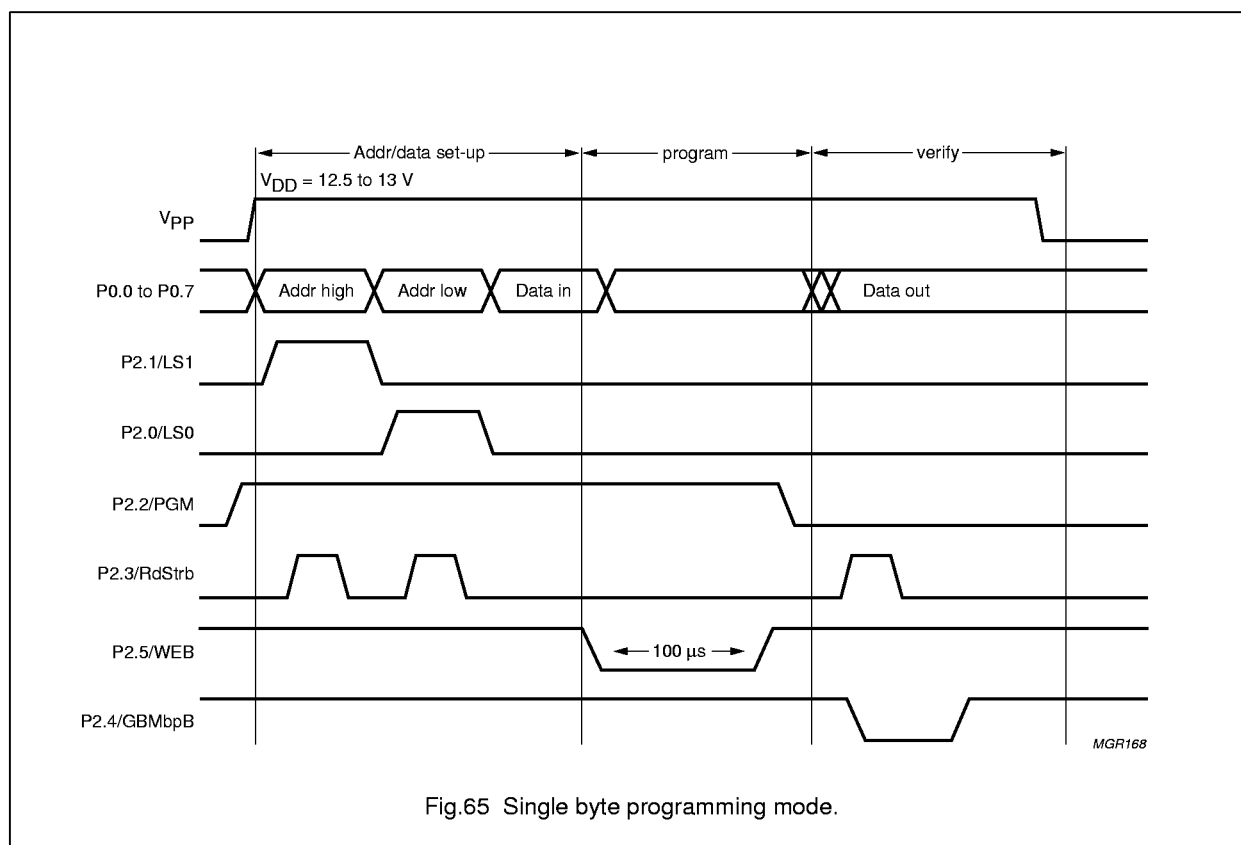 Addr/data set-up program verify
VDD = 12.5 to 13 V
VPP
P0.0 to P0.7 Addr high Addr low Data in Data out
P2.1/LS1
P2.0/LS0
P2.2/PGM
P2.3/RdStrb
P2.5/WEB 100 µs
P2.4/GBMbpB
MGR168
Fig.65 Single byte programming mode.